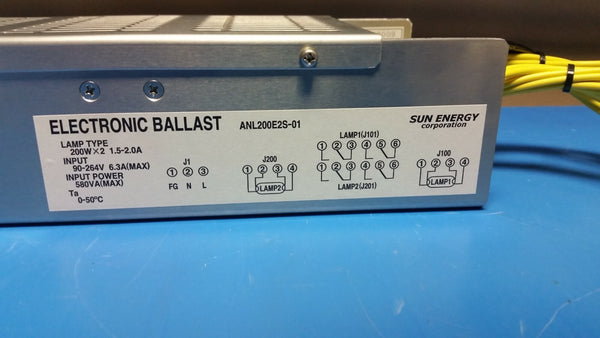 ELECTRONIC BALLAST ANL200E2S-01
LAMP TYPE
200W×2 1.5-2.0A
INPUT
90-264V 6.3A(MAX)
INPUT POWER
580VA(MAX)
Ta
0-50℃
J1
① ② ③
FG N L
J200
① ② ③ ④
LAMP2
LAMP1(J101)
① ② ③ ④ ⑤ ⑥
① ② ③ ④ ⑤ ⑥
LAMP2(J201)
SUN ENERGY
corporation
J100
① ② ③ ④
LAMP1